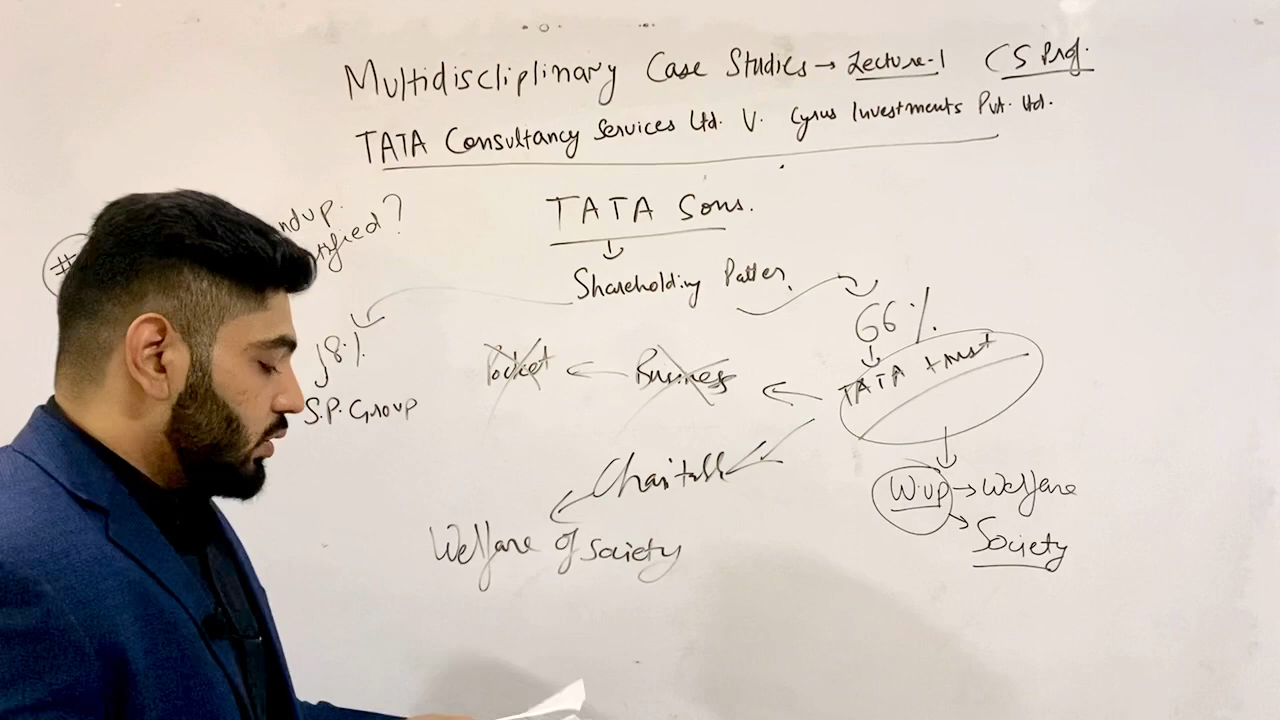 Multidiscliplinary Case Studies → Lecture-1 CS Prof.
TATA Consultancy Services Ltd. V. Cyrus Investments Pvt. Ltd.
#
TATA Sons.
Shareholding Patter
18%
S.P. Group
66%
TATA trust
Business
Pocket
Charitable
Welfare of Society
W.up → Welfare
Society